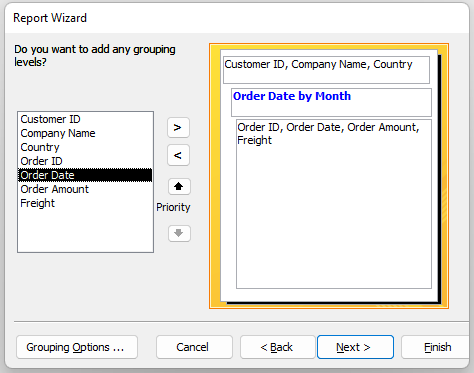 Report Wizard
Do you want to add any grouping
levels?
Customer ID
Company Name
Country
Order ID
Order Date
Order Amount
Freight
>
<
Priority
Customer ID, Company Name, Country
Order Date by Month
Order ID, Order Date, Order Amount,
Freight
Grouping Options ...
Cancel
< Back
Next >
Finish